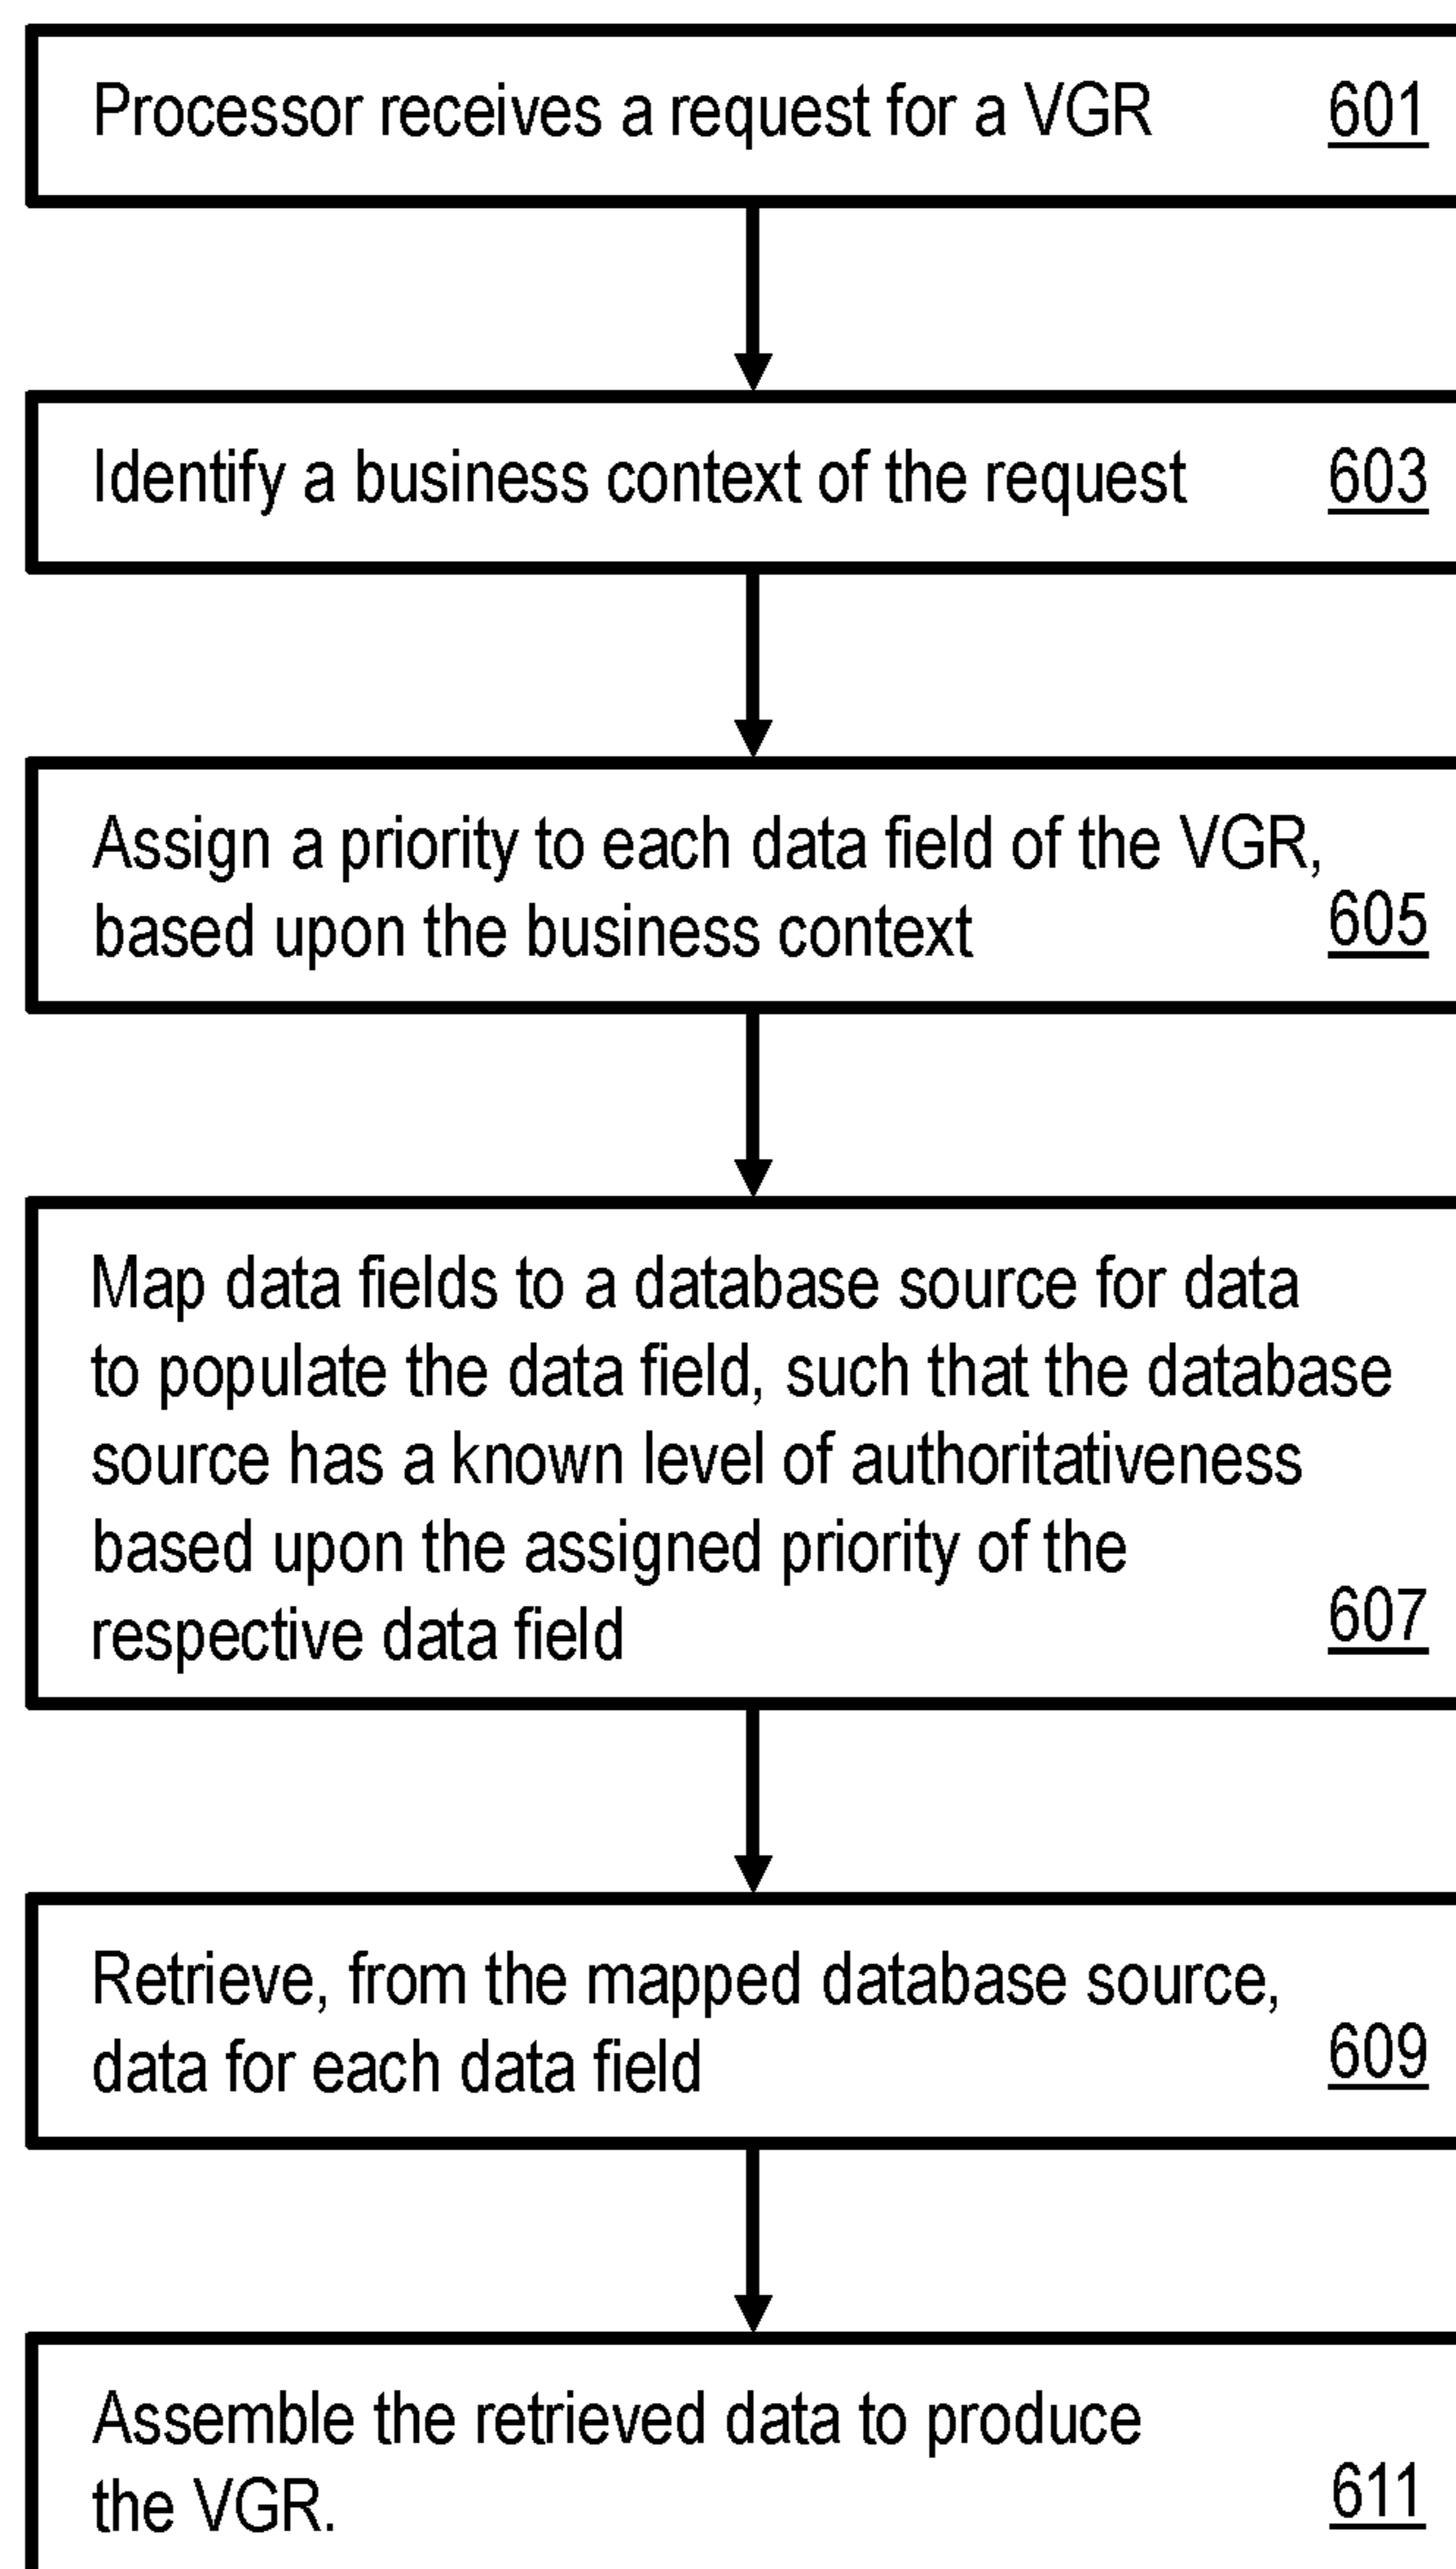 Processor receives a request for a VGR 601
Identify a business context of the request 603
Assign a priority to each data field of the VGR,
based upon the business context 605
Map data fields to a database source for data
to populate the data field, such that the database
source has a known level of authoritativeness
based upon the assigned priority of the
respective data field 607
Retrieve, from the mapped database source,
data for each data field 609
Assemble the retrieved data to produce
the VGR. 611